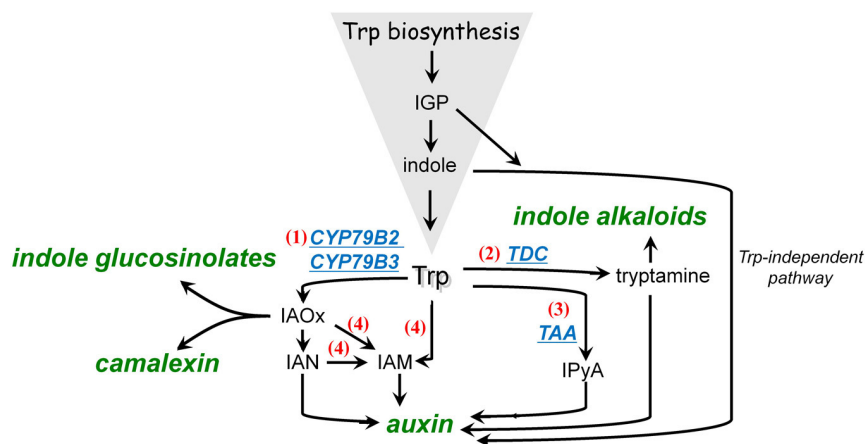 Trp biosynthesis
IGP
indole
indole alkaloids
(1) CYP79B2
CYP79B3
indole glucosinolates
(2) TDC
Trp
tryptamine
Trp-independent
pathway
(3)
TAA
IAOx
(4)
(4)
camalexin
IAN
(4)
IAM
IPyA
auxin